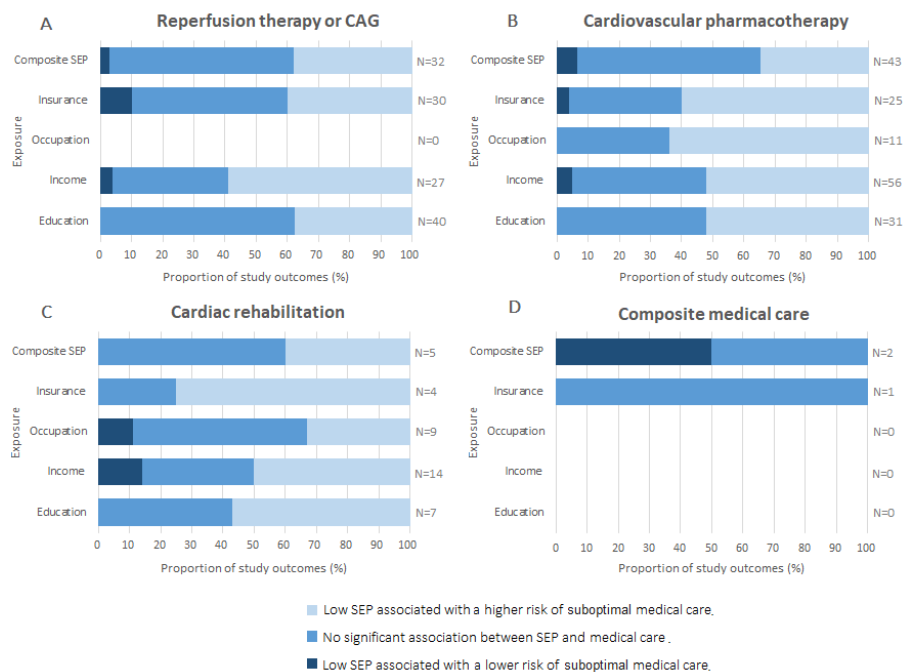 A
Reperfusion therapy or CAG
Exposure
Composite SEP
N=32
Insurance
N=30
Occupation
N=0
Income
N=27
Education
N=40
0 10 20 30 40 50 60 70 80 90 100
Proportion of study outcomes (%)
B
Cardiovascular pharmacotherapy
Exposure
Composite SEP
N=43
Insurance
N=25
Occupation
N=11
Income
N=56
Education
N=31
0 10 20 30 40 50 60 70 80 90 100
Proportion of study outcomes (%)
C
Cardiac rehabilitation
Exposure
Composite SEP
N=5
Insurance
N=4
Occupation
N=9
Income
N=14
Education
N=7
0 10 20 30 40 50 60 70 80 90 100
Proportion of study outcomes (%)
D
Composite medical care
Exposure
Composite SEP
N=2
Insurance
N=1
Occupation
N=0
Income
N=0
Education
N=0
0 10 20 30 40 50 60 70 80 90 100
Proportion of study outcomes (%)
Low SEP associated with a higher risk of suboptimal medical care.
No significant association between SEP and medical care .
Low SEP associated with a lower risk of suboptimal medical care.